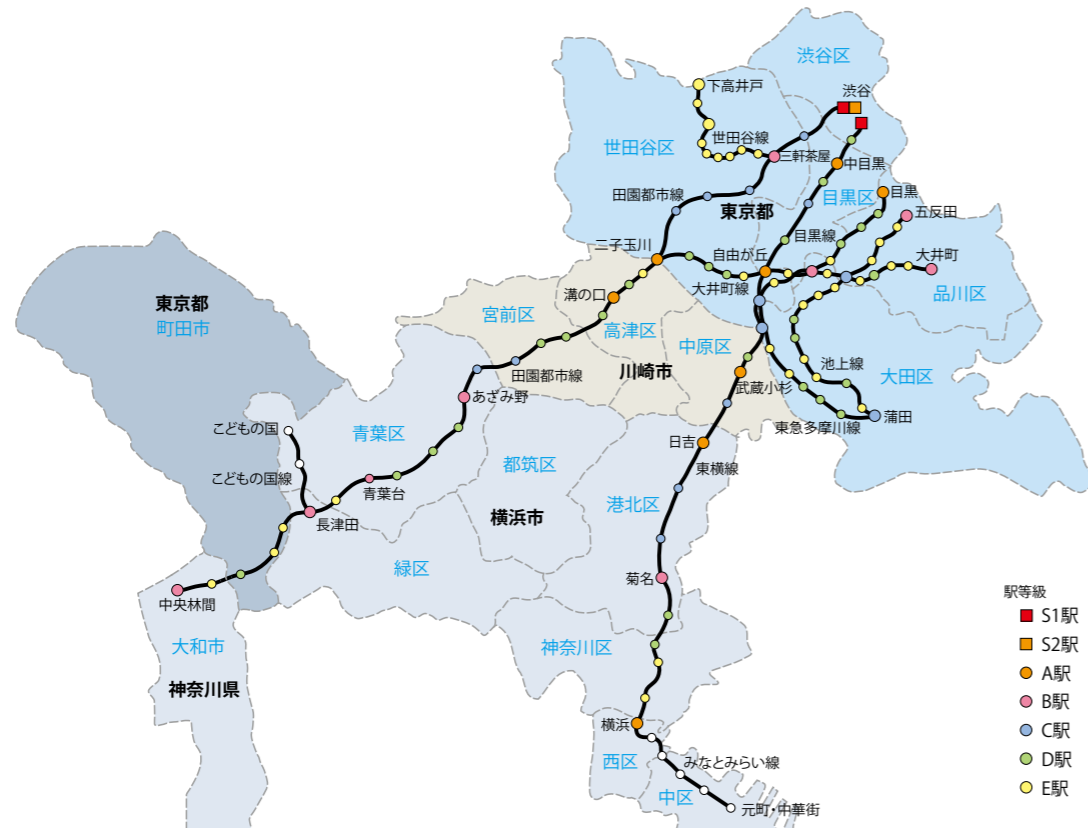 渋谷区
渋谷
下高井戸
世田谷線
世田谷区
三軒茶屋
中目黒
田園都市線
目黒区
目黒
東京都
五反田
目黒線
二子玉川
自由が丘
大井町
大井町線
品川区
東京都
町田市
溝の口
宮前区
高津区
中原区
川崎市
池上線
田園都市線
武蔵小杉
大田区
あざみ野
蒲田
東急多摩川線
こどもの国
青葉区
日吉
東横線
都筑区
こどもの国線
青葉台
港北区
長津田
横浜市
緑区
菊名
中央林間
駅等級
S1駅
大和市
神奈川区
S2駅
A駅
神奈川県
B駅
横浜
C駅
西区
みなとみらい線
D駅
中区
E駅
元町・中華街